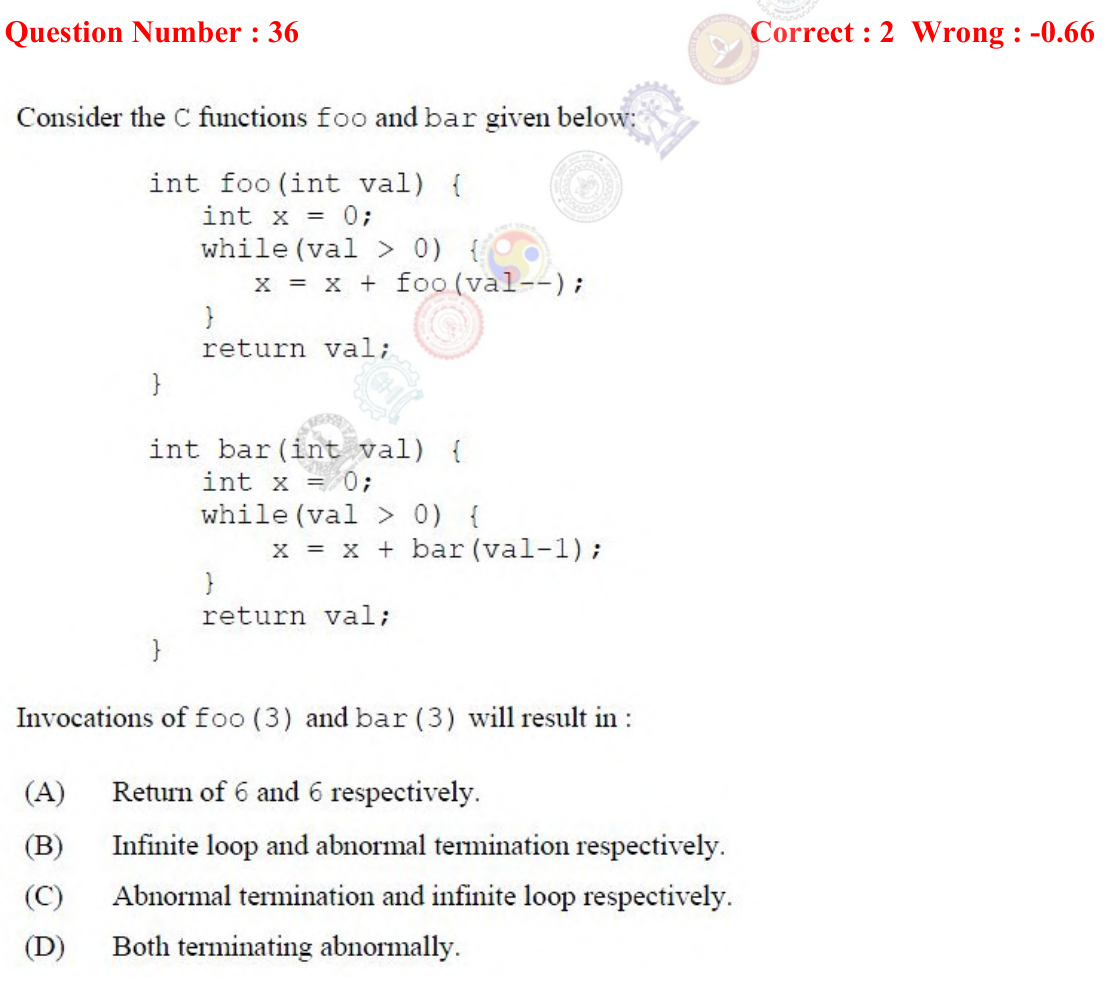 Question Number : 36 Correct : 2 Wrong : -0.66
Consider the C functions foo and bar given below:
int foo(int val) {
int x = 0;
while(val > 0) {
x = x + foo(val--);
}
return val;
}
int bar(int val) {
int x = 0;
while(val > 0) {
x = x + bar(val-1);
}
return val;
}
Invocations of foo(3) and bar(3) will result in :
(A) Return of 6 and 6 respectively.
(B) Infinite loop and abnormal termination respectively.
(C) Abnormal termination and infinite loop respectively.
(D) Both terminating abnormally.